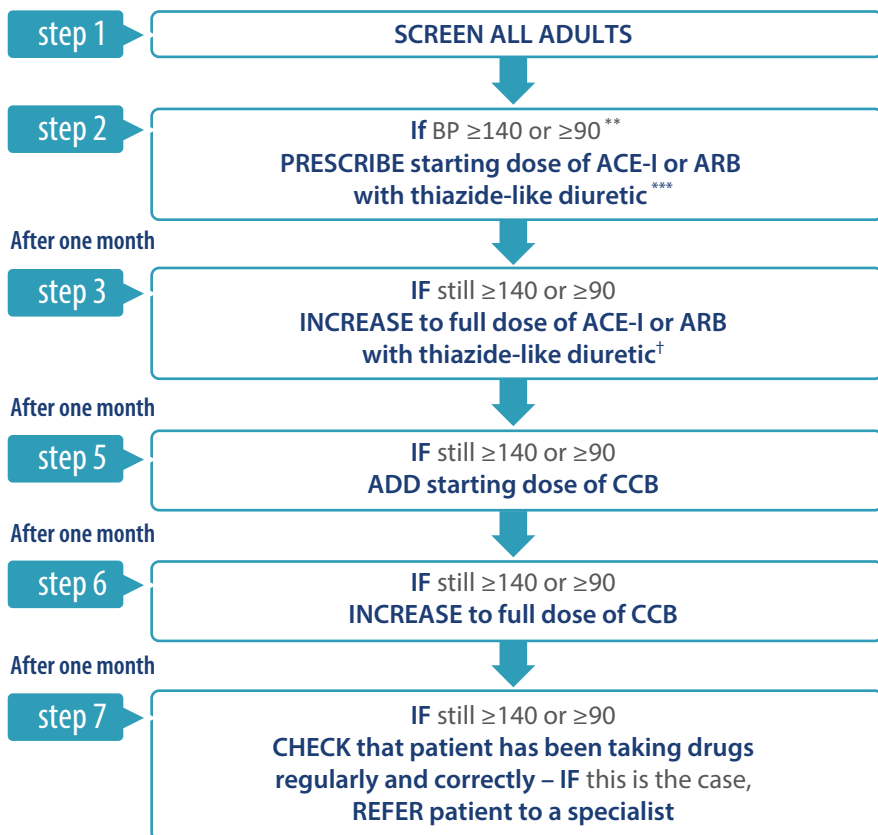 step 1
SCREEN ALL ADULTS
step 2
If BP ≥140 or ≥90 **
PRESCRIBE starting dose of ACE-I or ARB
with thiazide-like diuretic ***
After one month
step 3
IF still ≥140 or ≥90
INCREASE to full dose of ACE-I or ARB
with thiazide-like diuretic†
After one month
step 5
IF still ≥140 or ≥90
ADD starting dose of CCB
After one month
step 6
IF still ≥140 or ≥90
INCREASE to full dose of CCB
After one month
step 7
IF still ≥140 or ≥90
CHECK that patient has been taking drugs
regularly and correctly – IF this is the case,
REFER patient to a specialist